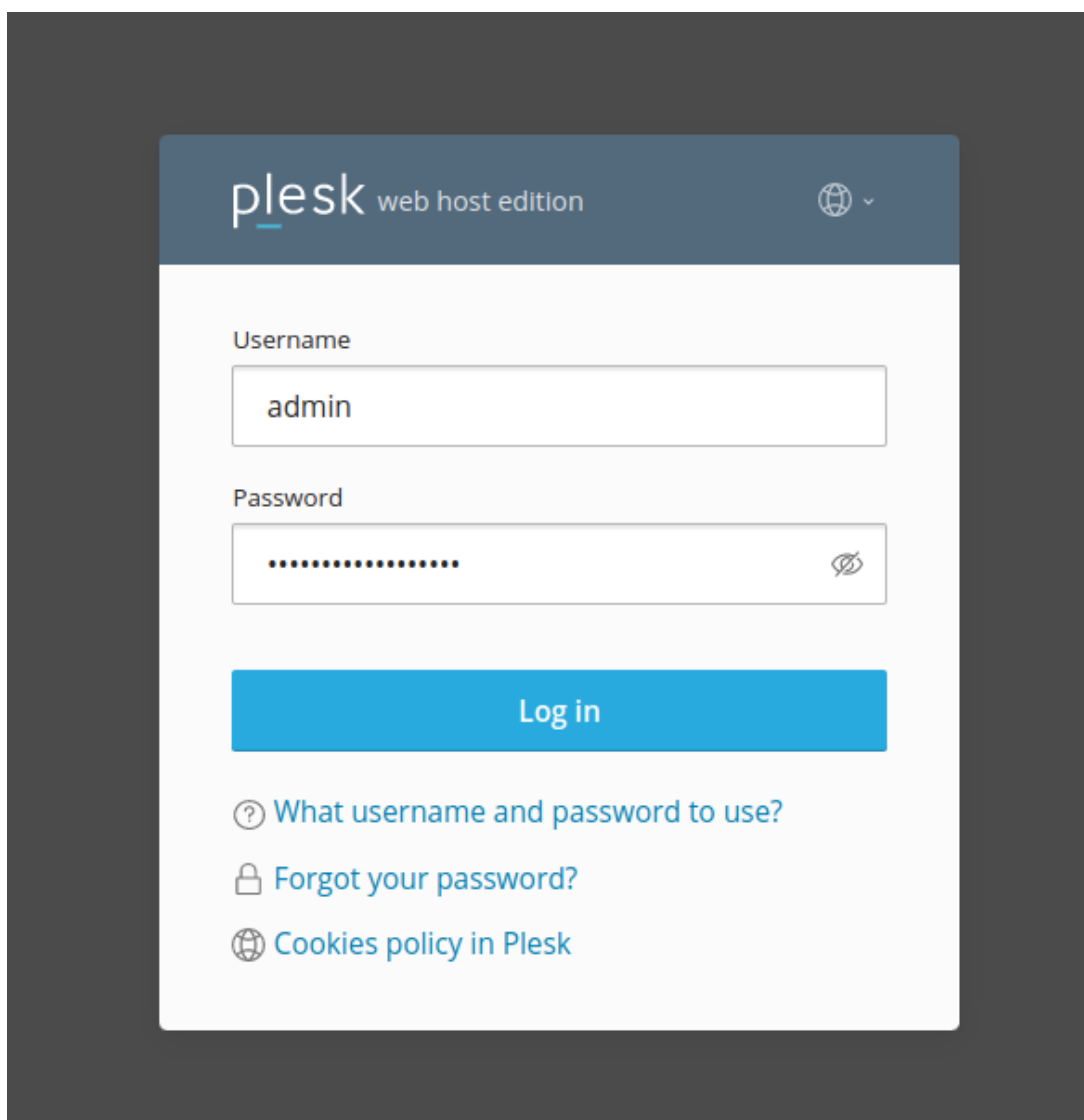 plesk web host edition
Username
admin
Password
••••••••••••••••••
Log in
What username and password to use?
Forgot your password?
Cookies policy in Plesk